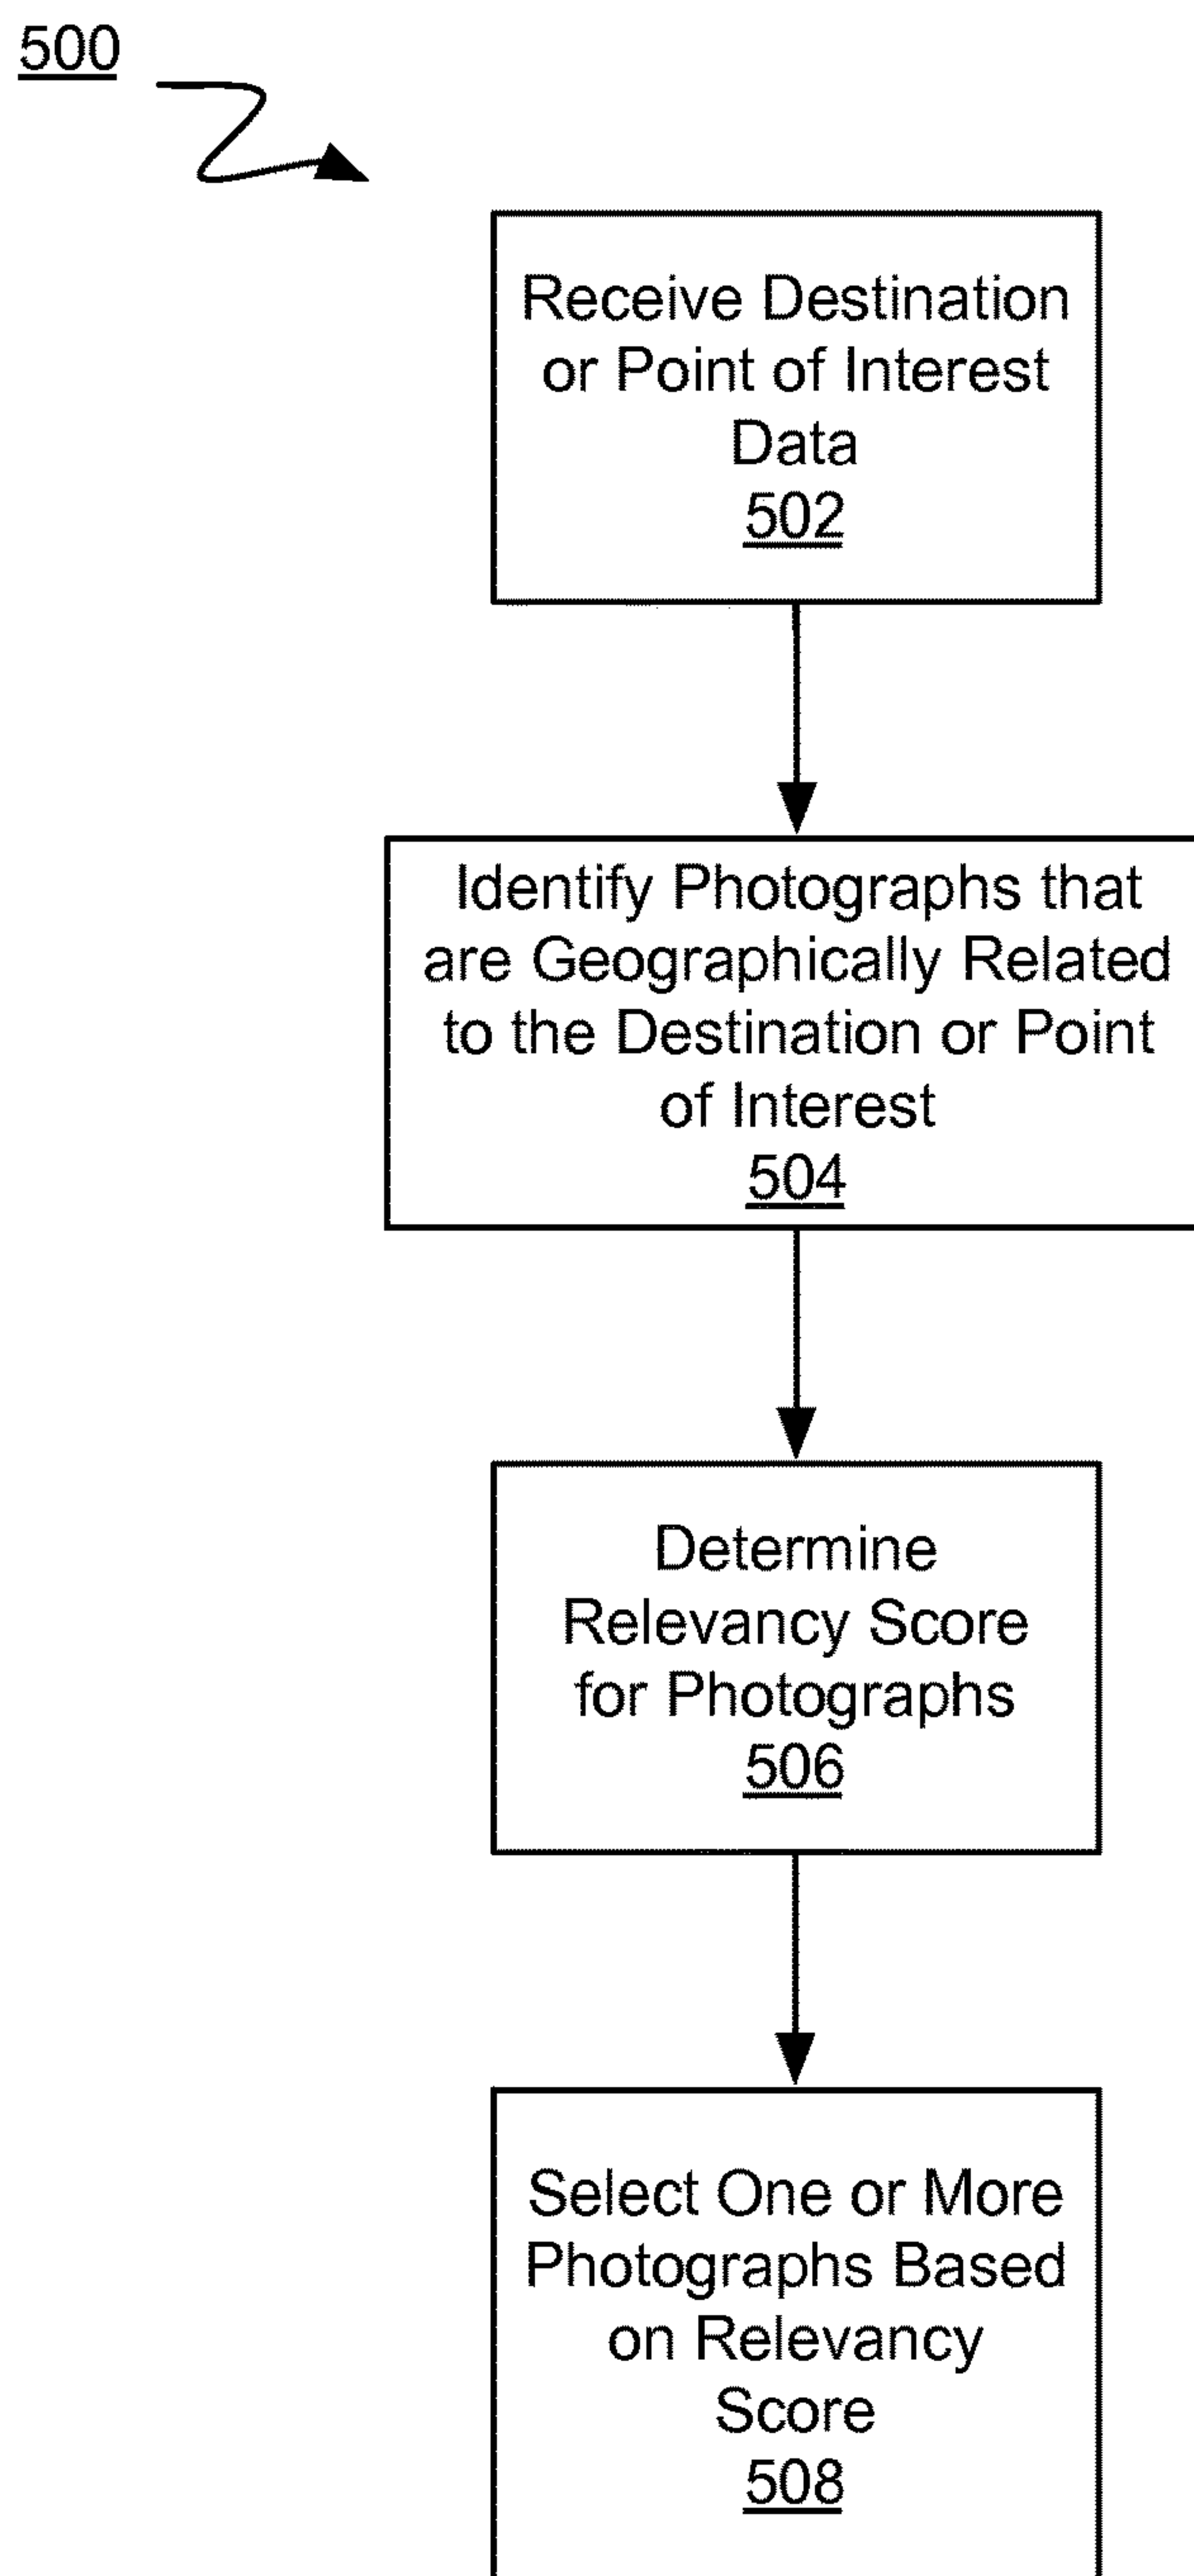 500
Receive Destination
or Point of Interest
Data
502
Identify Photographs that
are Geographically Related
to the Destination or Point
of Interest
504
Determine
Relevancy Score
for Photographs
506
Select One or More
Photographs Based
on Relevancy
Score
508